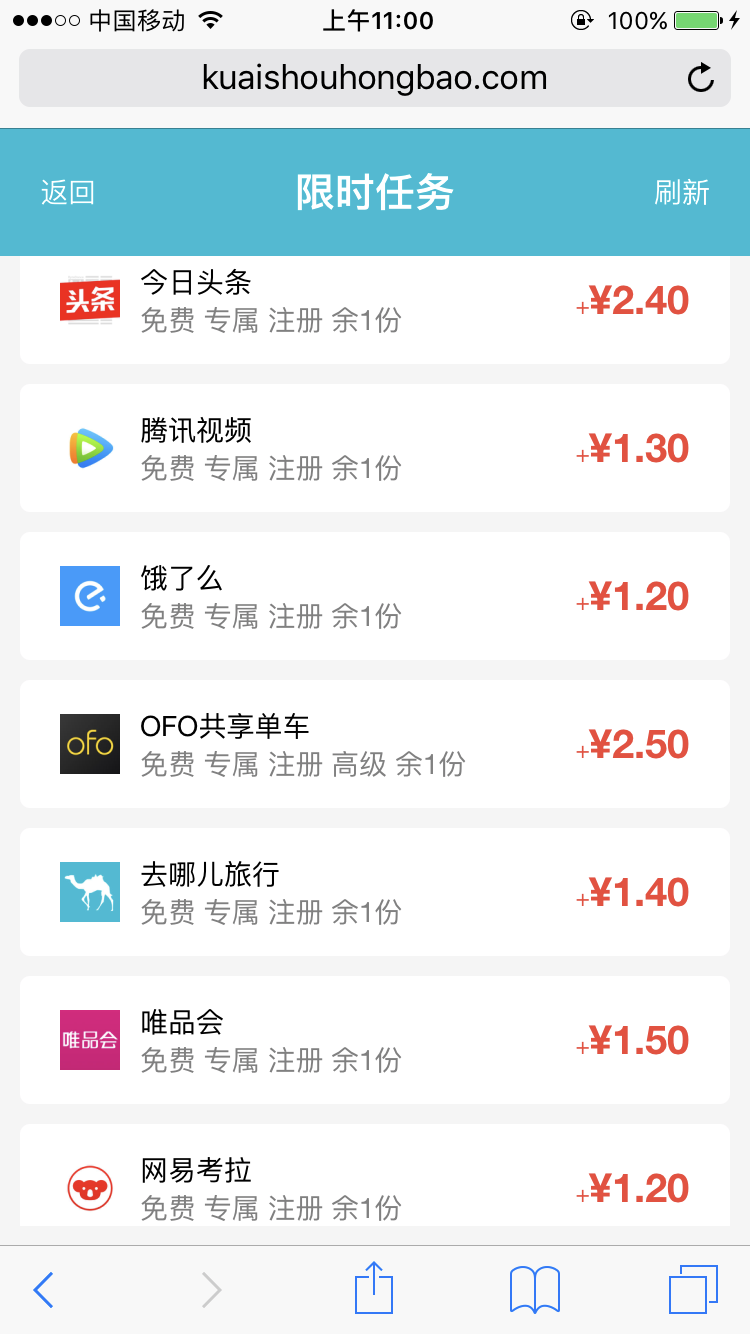 中国移动 上午11:00 100%
kuaishouhongbao.com
返回 限时任务 刷新
头条
今日头条
免费 专属 注册 余1份
+¥2.40
腾讯视频
免费 专属 注册 余1份
+¥1.30
饿了么
免费 专属 注册 余1份
+¥1.20
ofo
OFO共享单车
免费 专属 注册 高级 余1份
+¥2.50
去哪儿旅行
免费 专属 注册 余1份
+¥1.40
唯品会
唯品会
免费 专属 注册 余1份
+¥1.50
网易考拉
免费 专属 注册 余1份
+¥1.20